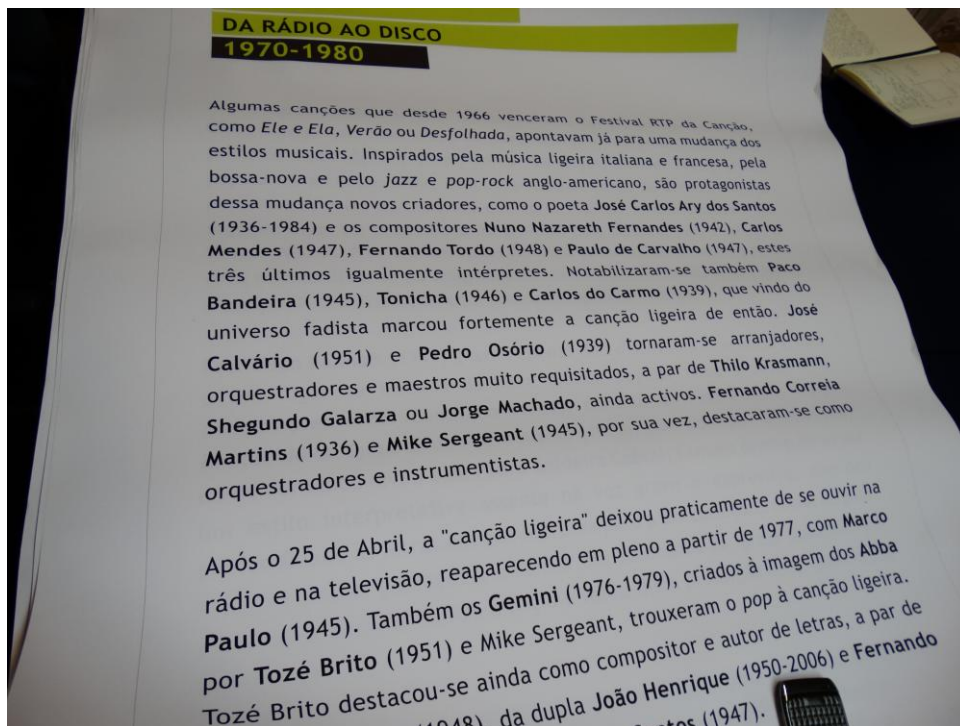 DA RÁDIO AO DISCO
1970-1980
Algumas canções que desde 1966 venceram o Festival RTP da Canção,
como Ele e Ela, Verão ou Desfolhada, apontavam já para uma mudança dos
estilos musicais. Inspirados pela música ligeira italiana e francesa, pela
bossa-nova e pelo jazz e pop-rock anglo-americano, são protagonistas
dessa mudança novos criadores, como o poeta José Carlos Ary dos Santos
(1936-1984) e os compositores Nuno Nazareth Fernandes (1942), Carlos
Mendes (1947), Fernando Tordo (1948) e Paulo de Carvalho (1947), estes
três últimos igualmente intérpretes. Notabilizaram-se também Paco
Bandeira (1945), Tonicha (1946) e Carlos do Carmo (1939), que vindo do
universo fadista marcou fortemente a canção ligeira de então. José
Calvário (1951) e Pedro Osório (1939) tornaram-se arranjadores,
orquestradores e maestros muito requisitados, a par de Thilo Krasmann,
Shegundo Galarza ou Jorge Machado, ainda activos. Fernando Correia
Martins (1936) e Mike Sergeant (1945), por sua vez, destacaram-se como
orquestradores e instrumentistas.
Após o 25 de Abril, a "canção ligeira" deixou praticamente de se ouvir na
rádio e na televisão, reaparecendo em pleno a partir de 1977, com Marco
Paulo (1945). Também os Gemini (1976-1979), criados à imagem dos Abba
por Tozé Brito (1951) e Mike Sergeant, trouxeram o pop à canção ligeira.
Tozé Brito destacou-se ainda como compositor e autor de letras, a par de
(1948), da dupla João Henrique (1950-2006) e Fernando
(1947).